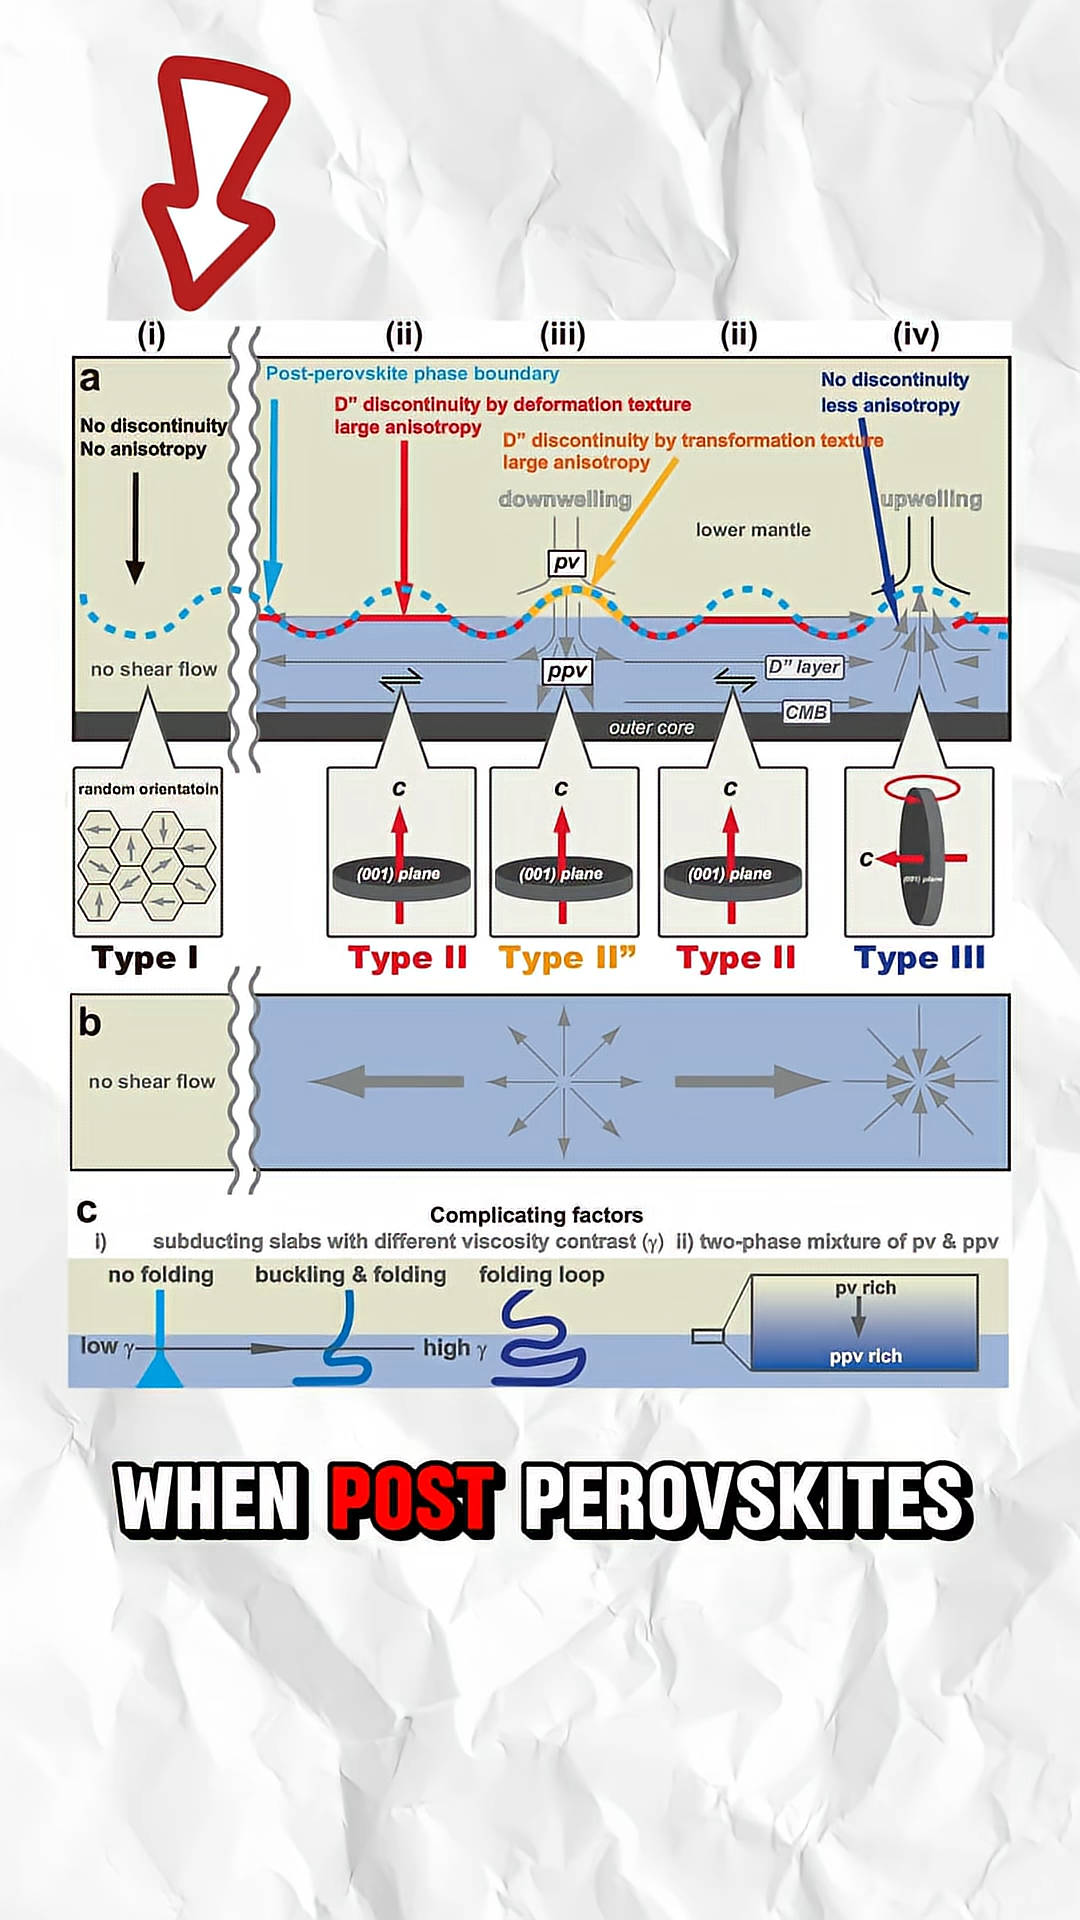 (i) (ii) (iii) (ii) (iv)
a
Post-perovskite phase boundary
No discontinuity
less anisotropy
D” discontinuity by deformation texture
large anisotropy
No discontinuity
No anisotropy
D” discontinuity by transformation texture
large anisotropy
downwelling
upwelling
lower mantle
pv
no shear flow
ppv
D” layer
CMB
outer core
random orientatoin
c
(001) plane
c
(001) plane
c
(001) plane
c
(001) plane
Type I
Type II
Type II”
Type II
Type III
b
no shear flow
c
Complicating factors
i) subducting slabs with different viscosity contrast (γ) ii) two-phase mixture of pv & ppv
no folding
buckling & folding
folding loop
pv rich
low γ
high γ
ppv rich
WHEN POST PEROVSKITES